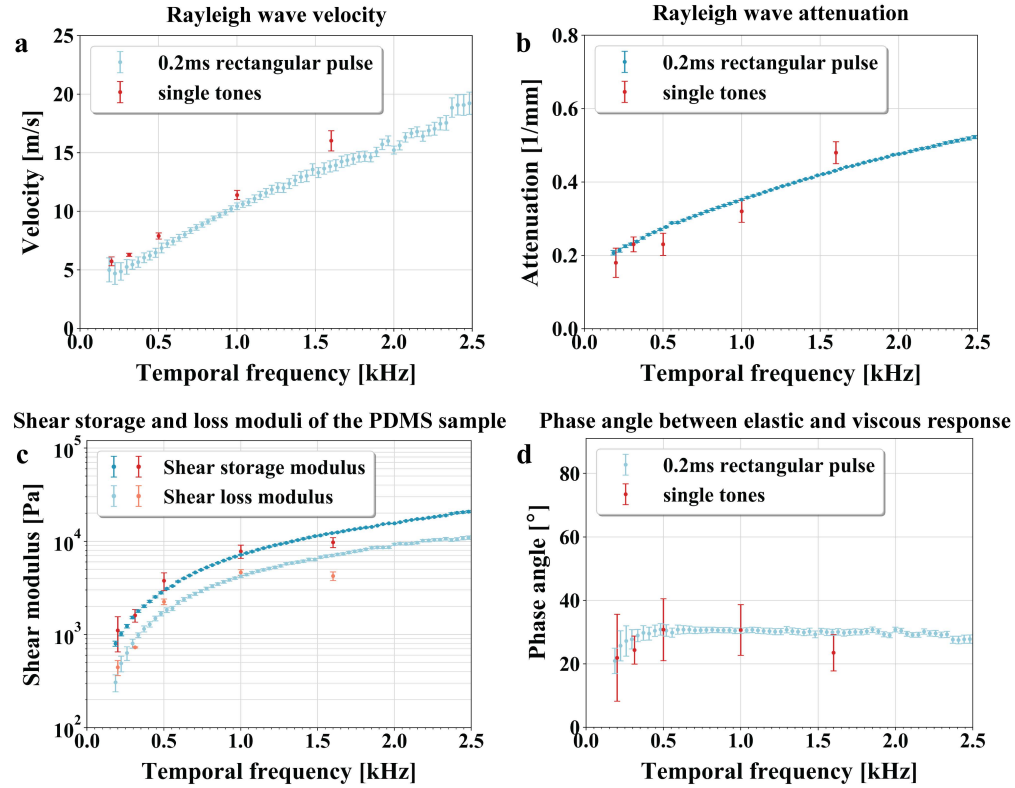 Rayleigh wave velocity
a
25
20
15
10
5
0
0.0 0.5 1.0 1.5 2.0 2.5
Velocity [m/s]
Temporal frequency [kHz]
0.2ms rectangular pulse
single tones
Rayleigh wave attenuation
b
0.8
0.6
0.4
0.2
0.0
0.0 0.5 1.0 1.5 2.0 2.5
Attenuation [1/mm]
Temporal frequency [kHz]
0.2ms rectangular pulse
single tones
Shear storage and loss moduli of the PDMS sample
c
10^5
10^4
10^3
10^2
0.0 0.5 1.0 1.5 2.0 2.5
Shear modulus [Pa]
Temporal frequency [kHz]
Shear storage modulus
Shear loss modulus
Phase angle between elastic and viscous response
d
80
60
40
20
0
0.0 0.5 1.0 1.5 2.0 2.5
Phase angle [°]
Temporal frequency [kHz]
0.2ms rectangular pulse
single tones